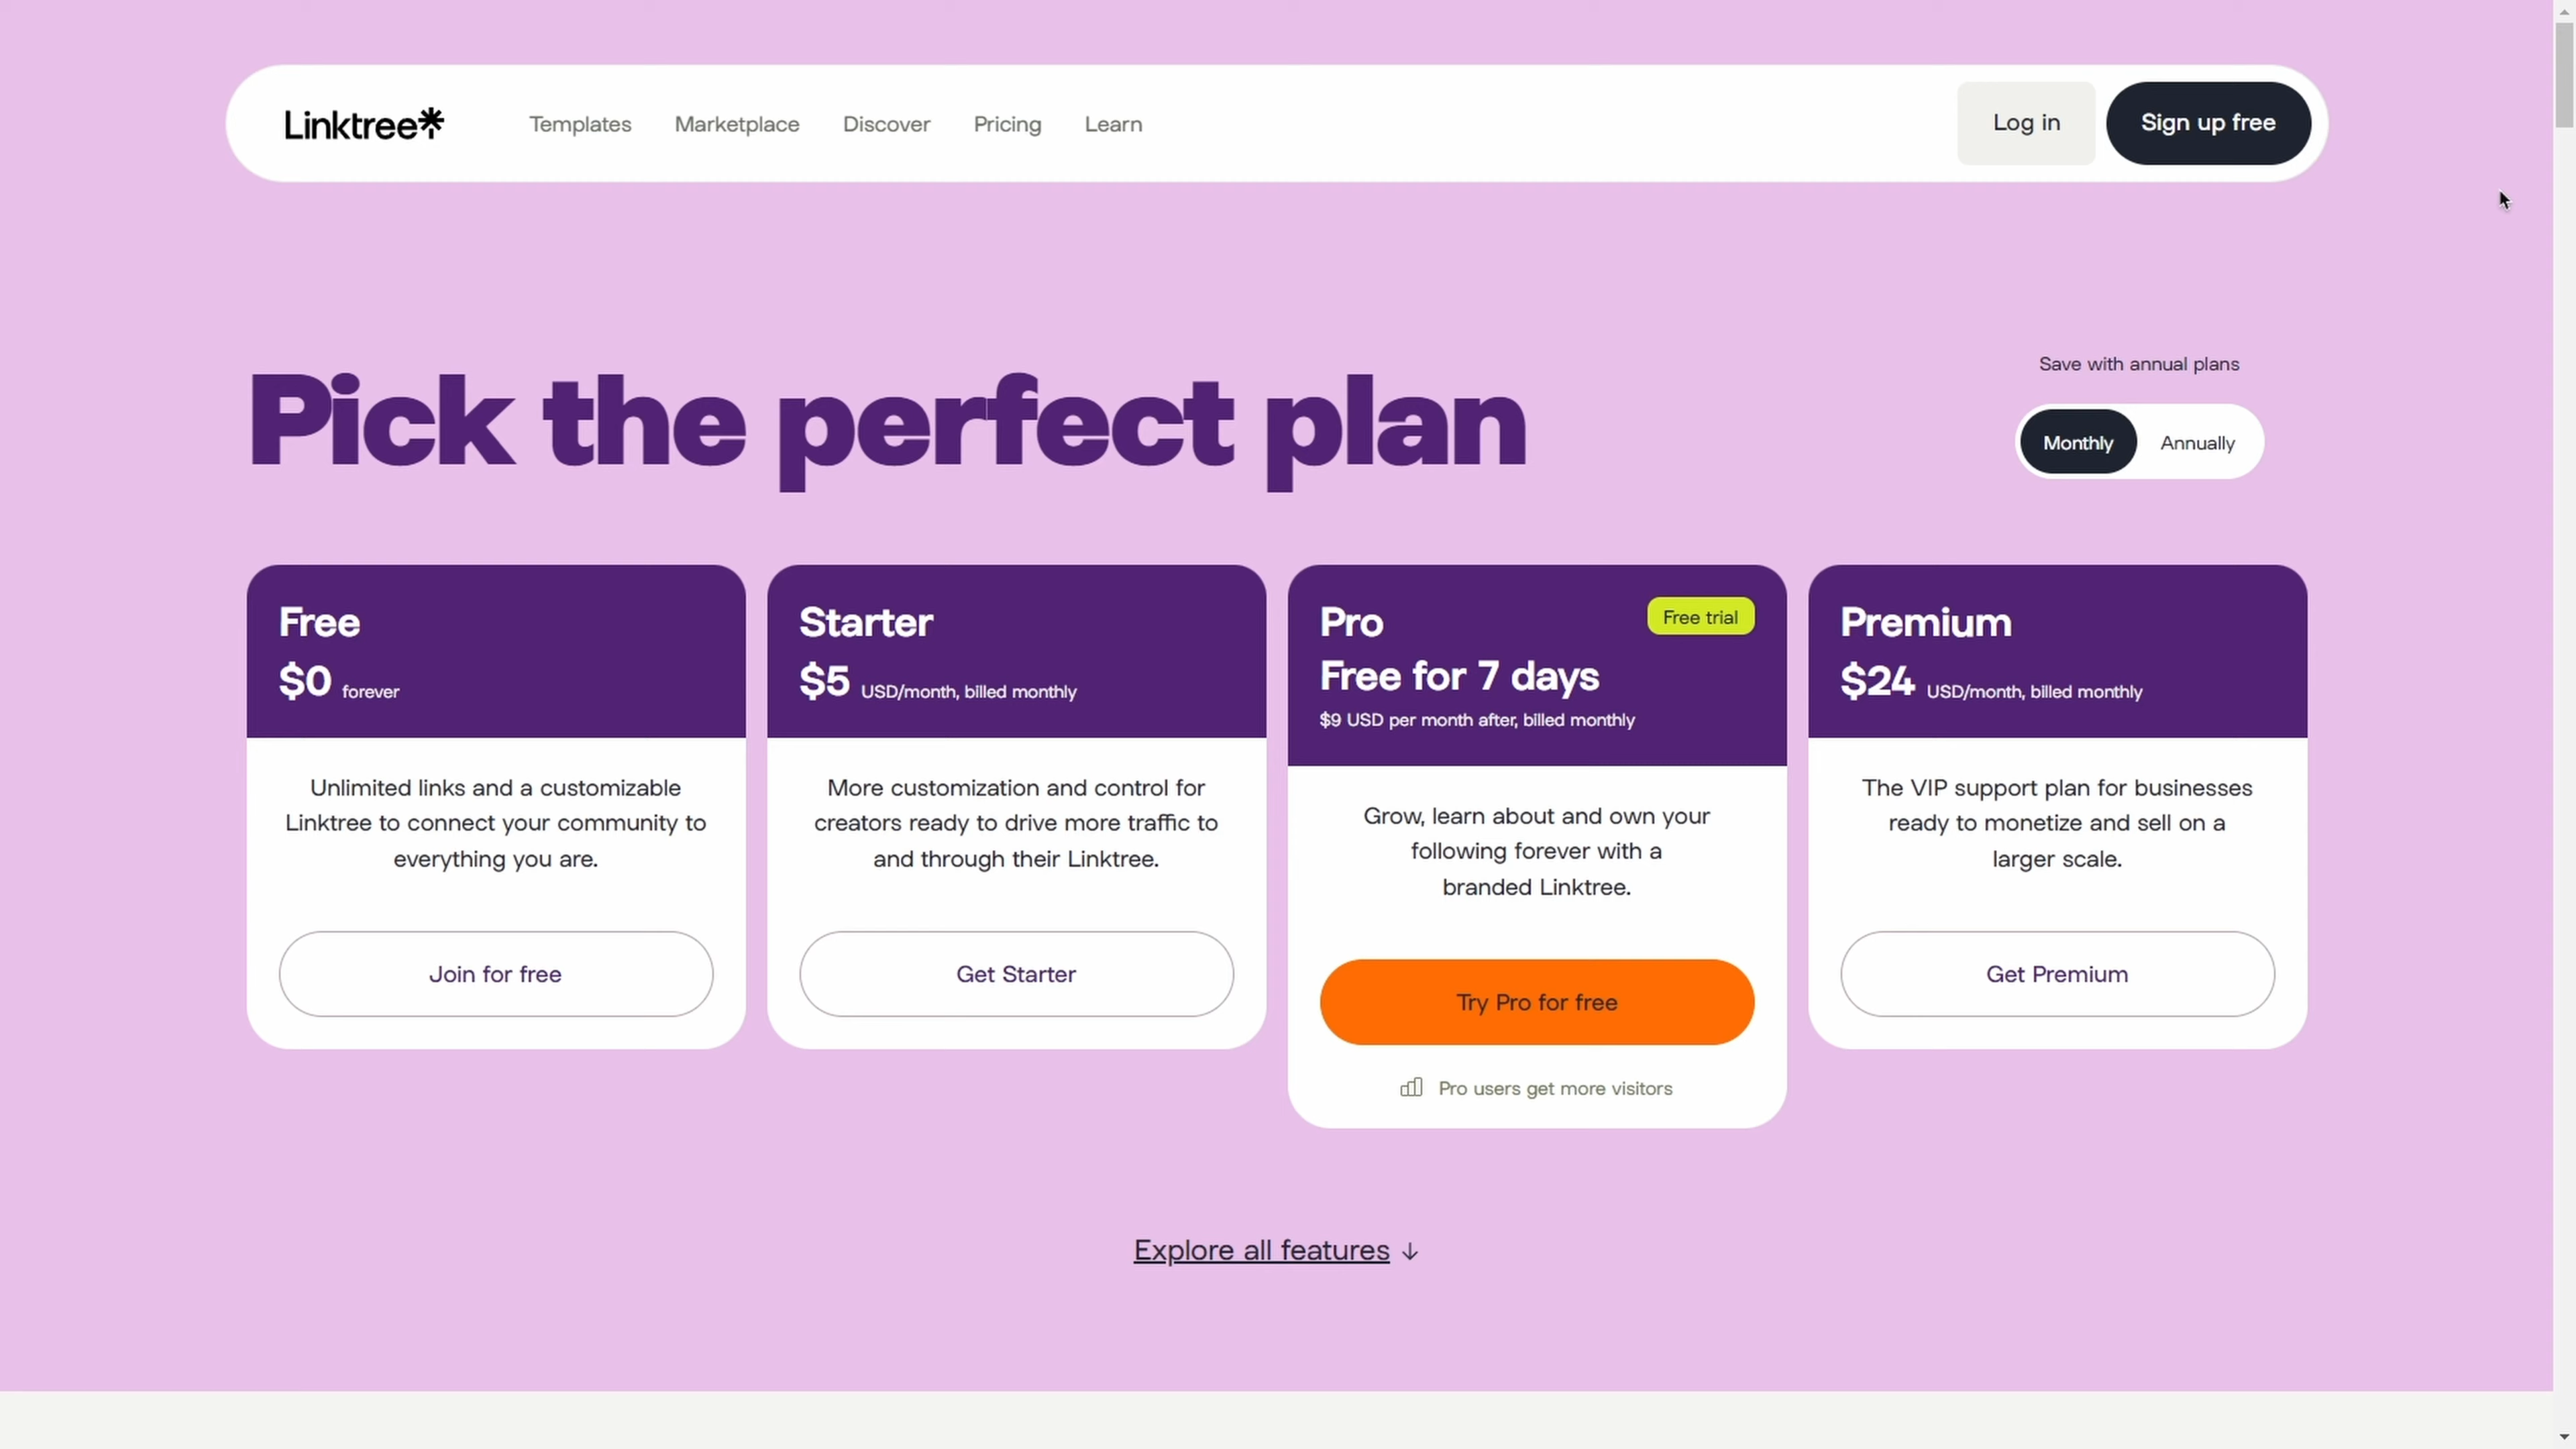 Linktree
Templates
Marketplace
Discover
Pricing
Learn
Log in
Sign up free
Pick the perfect plan
Save with annual plans
Monthly
Annually
Free
$0 forever
Unlimited links and a customizable
Linktree to connect your community to
everything you are.
Join for free
Starter
$5 USD/month, billed monthly
More customization and control for
creators ready to drive more traffic to
and through their Linktree.
Get Starter
Pro
Free trial
Free for 7 days
$9 USD per month after, billed monthly
Grow, learn about and own your
following forever with a
branded Linktree.
Try Pro for free
Pro users get more visitors
Premium
$24 USD/month, billed monthly
The VIP support plan for businesses
ready to monetize and sell on a
larger scale.
Get Premium
Explore all features ↓